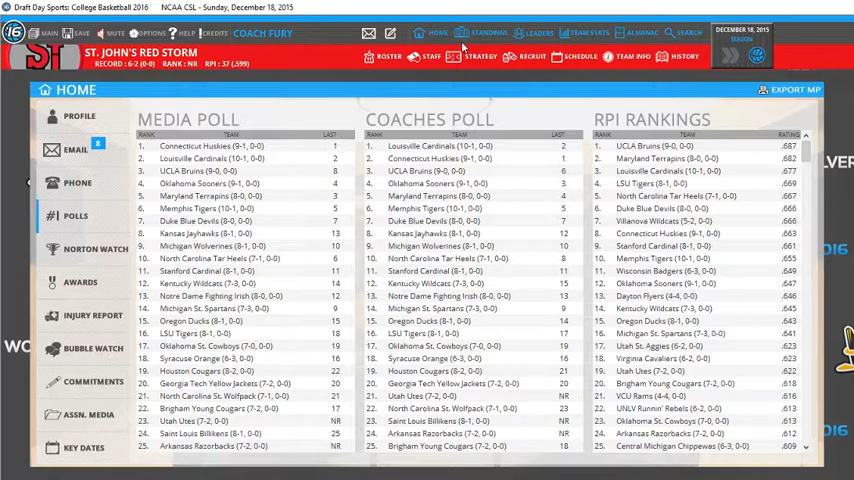 Draft Day Sports: College Basketball 2016 NCAA CSL - Sunday, December 18, 2015
16 MAIN SAVE MUTE OPTIONS HELP CREDITS COACH FURY HOME STANDINGS LEADERS TEAM STATS ALMANAC SEARCH DECEMBER 18, 2015
SEASON
ST. JOHN'S RED STORM
RECORD: 6-2 (0-0) RANK: NR RPI: 37 (.599)
ROSTER STAFF STRATEGY RECRUIT SCHEDULE TEAM INFO HISTORY
HOME EXPORT MP
PROFILE
EMAIL 8
PHONE
#1 POLLS
NORTON WATCH
AWARDS
INJURY REPORT
BUBBLE WATCH
COMMITMENTS
ASSN. MEDIA
KEY DATES
MEDIA POLL
RANK TEAM LAST
1. Connecticut Huskies (9-1, 0-0) 1
2. Louisville Cardinals (10-1, 0-0) 2
3. UCLA Bruins (9-0, 0-0) 8
4. Oklahoma Sooners (9-1, 0-0) 4
5. Maryland Terrapins (8-0, 0-0) 3
6. Memphis Tigers (10-1, 0-0) 5
7. Duke Blue Devils (8-0, 0-0) 7
8. Kansas Jayhawks (8-1, 0-0) 13
9. Michigan Wolverines (8-1, 0-0) 10
10. North Carolina Tar Heels (7-1, 0-0) 6
11. Stanford Cardinal (8-1, 0-0) 11
12. Kentucky Wildcats (7-3, 0-0) 14
13. Notre Dame Fighting Irish (8-0, 0-0) 12
14. Michigan St. Spartans (7-3, 0-0) 9
15. Oregon Ducks (8-1, 0-0) 15
16. LSU Tigers (8-1, 0-0) 18
17. Oklahoma St. Cowboys (7-0, 0-0) 19
18. Syracuse Orange (6-3, 0-0) 16
19. Houston Cougars (8-2, 0-0) 22
20. Georgia Tech Yellow Jackets (7-2, 0-0) 20
21. North Carolina St. Wolfpack (7-1, 0-0) 21
22. Brigham Young Cougars (7-2, 0-0) 17
23. Utah Utes (7-2, 0-0) NR
24. Saint Louis Billikens (8-1, 0-0) 25
25. Arkansas Razorbacks (7-2, 0-0) NR
COACHES POLL
RANK TEAM LAST
1. Louisville Cardinals (10-1, 0-0) 2
2. Connecticut Huskies (9-1, 0-0) 1
3. UCLA Bruins (9-0, 0-0) 6
4. Oklahoma Sooners (9-1, 0-0) 3
5. Maryland Terrapins (8-0, 0-0) 4
6. Memphis Tigers (10-1, 0-0) 5
7. Duke Blue Devils (8-0, 0-0) 7
8. Kansas Jayhawks (8-1, 0-0) 12
9. Michigan Wolverines (8-1, 0-0) 10
10. North Carolina Tar Heels (7-1, 0-0) 8
11. Stanford Cardinal (8-1, 0-0) 11
12. Kentucky Wildcats (7-3, 0-0) 15
13. Notre Dame Fighting Irish (8-0, 0-0) 13
14. Michigan St. Spartans (7-3, 0-0) 9
15. Oregon Ducks (8-1, 0-0) 14
16. LSU Tigers (8-1, 0-0) 17
17. Oklahoma St. Cowboys (7-0, 0-0) 19
18. Syracuse Orange (6-3, 0-0) 16
19. Houston Cougars (8-2, 0-0) 21
20. Georgia Tech Yellow Jackets (7-2, 0-0) 20
21. Utah Utes (7-2, 0-0) NR
22. North Carolina St. Wolfpack (7-1, 0-0) 23
23. Saint Louis Billikens (8-1, 0-0) NR
24. Arkansas Razorbacks (7-2, 0-0) NR
25. Brigham Young Cougars (7-2, 0-0) 18
RPI RANKINGS
RANK TEAM RATING
1. UCLA Bruins (9-0, 0-0) .687
2. Maryland Terrapins (8-0, 0-0) .682
3. Louisville Cardinals (10-1, 0-0) .677
4. LSU Tigers (8-1, 0-0) .669
5. North Carolina Tar Heels (7-1, 0-0) .667
6. Duke Blue Devils (8-0, 0-0) .666
7. Villanova Wildcats (5-2, 0-0) .666
8. Connecticut Huskies (9-1, 0-0) .663
9. Stanford Cardinal (8-1, 0-0) .661
10. Memphis Tigers (10-1, 0-0) .655
11. Wisconsin Badgers (6-3, 0-0) .649
12. Oklahoma Sooners (9-1, 0-0) .647
13. Dayton Flyers (4-4, 0-0) .646
14. Kentucky Wildcats (7-3, 0-0) .645
15. Oregon Ducks (8-1, 0-0) .643
16. Michigan St. Spartans (7-3, 0-0) .641
17. Utah St. Aggies (6-2, 0-0) .623
18. Virginia Cavaliers (6-2, 0-0) .623
19. Utah Utes (7-2, 0-0) .622
20. Brigham Young Cougars (7-2, 0-0) .618
21. VCU Rams (4-4, 0-0) .616
22. UNLV Runnin' Rebels (6-2, 0-0) .613
23. Oklahoma St. Cowboys (7-0, 0-0) .613
24. Arkansas Razorbacks (7-2, 0-0) .612
25. Central Michigan Chippewas (6-3, 0-0) .609